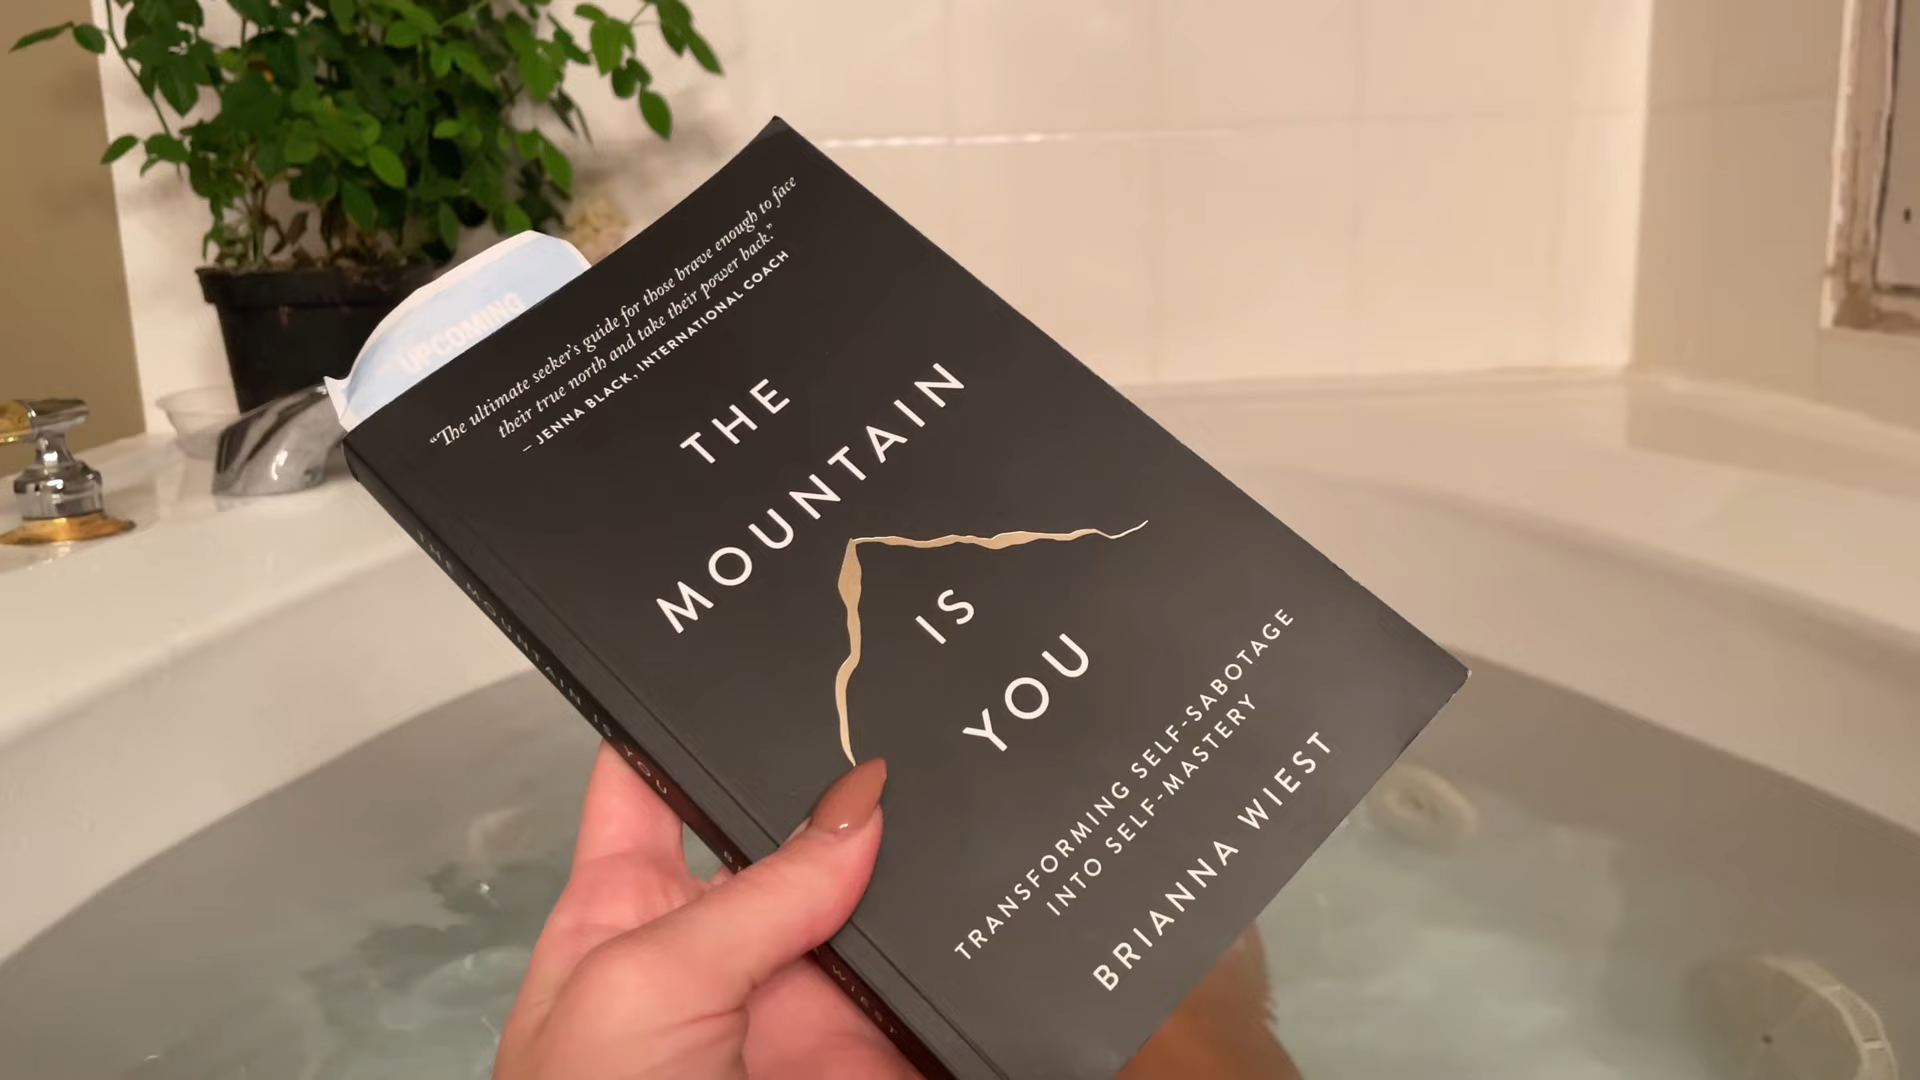 UPCOMING
“The ultimate seeker's guide for those brave enough to face
their true north and take their power back.”
– JENNA BLACK, INTERNATIONAL COACH
THE
MOUNTAIN
IS
YOU
TRANSFORMING SELF-SABOTAGE
INTO SELF-MASTERY
BRIANNA WIEST
THE MOUNTAIN IS YOU
WIEST